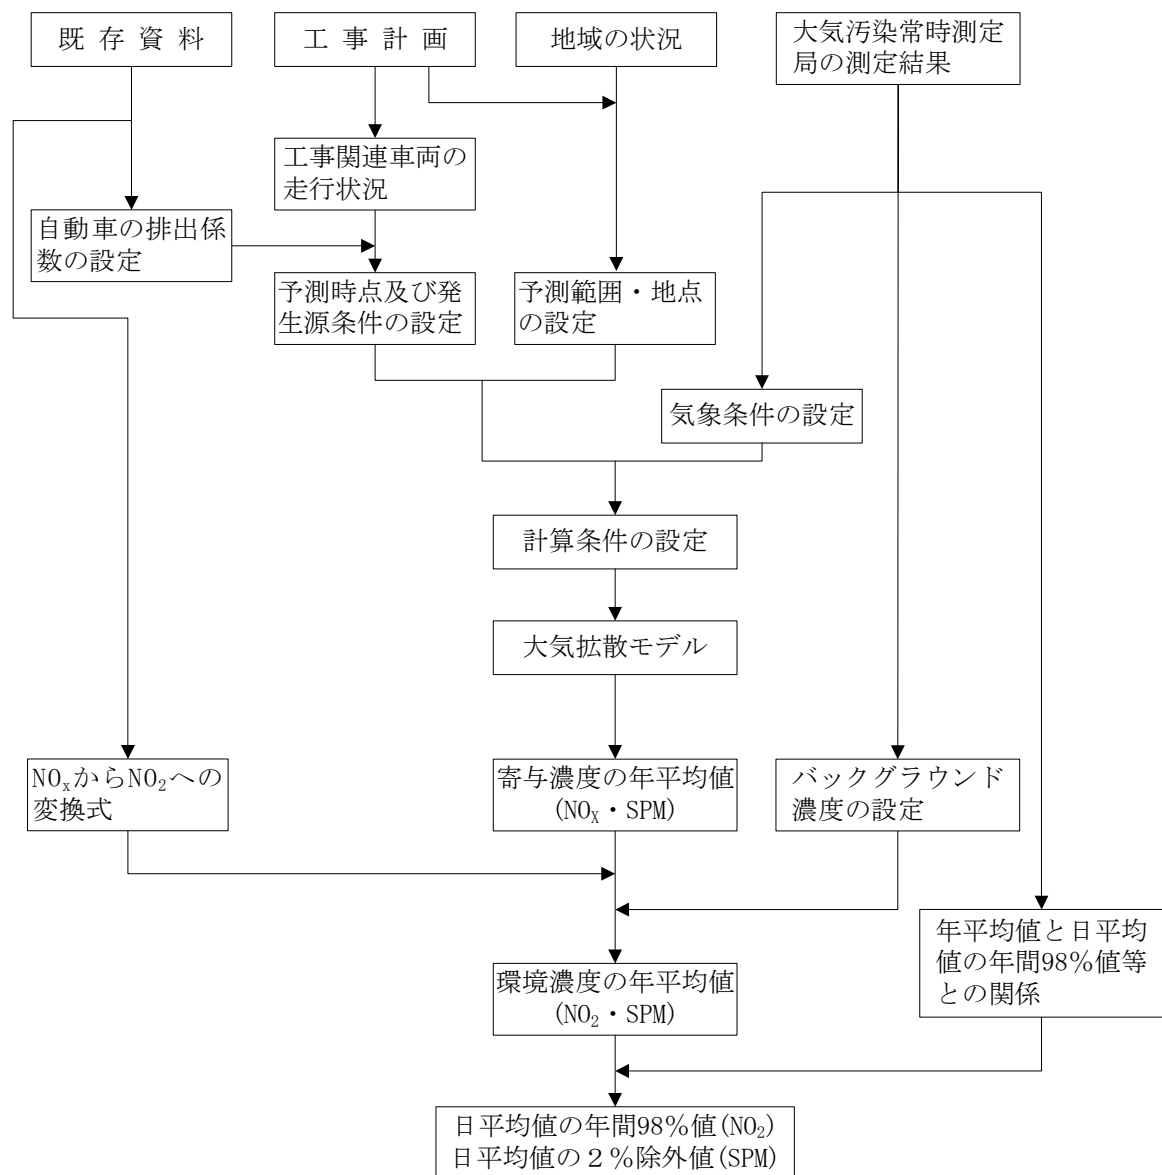 既 存 資 料
工 事 計 画
地域の状況
大気汚染常時測定
局の測定結果
工事関連車両の
走行状況
自動車の排出係
数の設定
予測時点及び発
生源条件の設定
予測範囲・地点
の設定
気象条件の設定
計算条件の設定
大気拡散モデル
NOxからNO2への
変換式
寄与濃度の年平均値
(NOX・SPM)
バックグラウンド
濃度の設定
年平均値と日平均
値の年間98%値等
との関係
環境濃度の年平均値
(NO2・SPM)
日平均値の年間98%値(NO2)
日平均値の２%除外値(SPM)